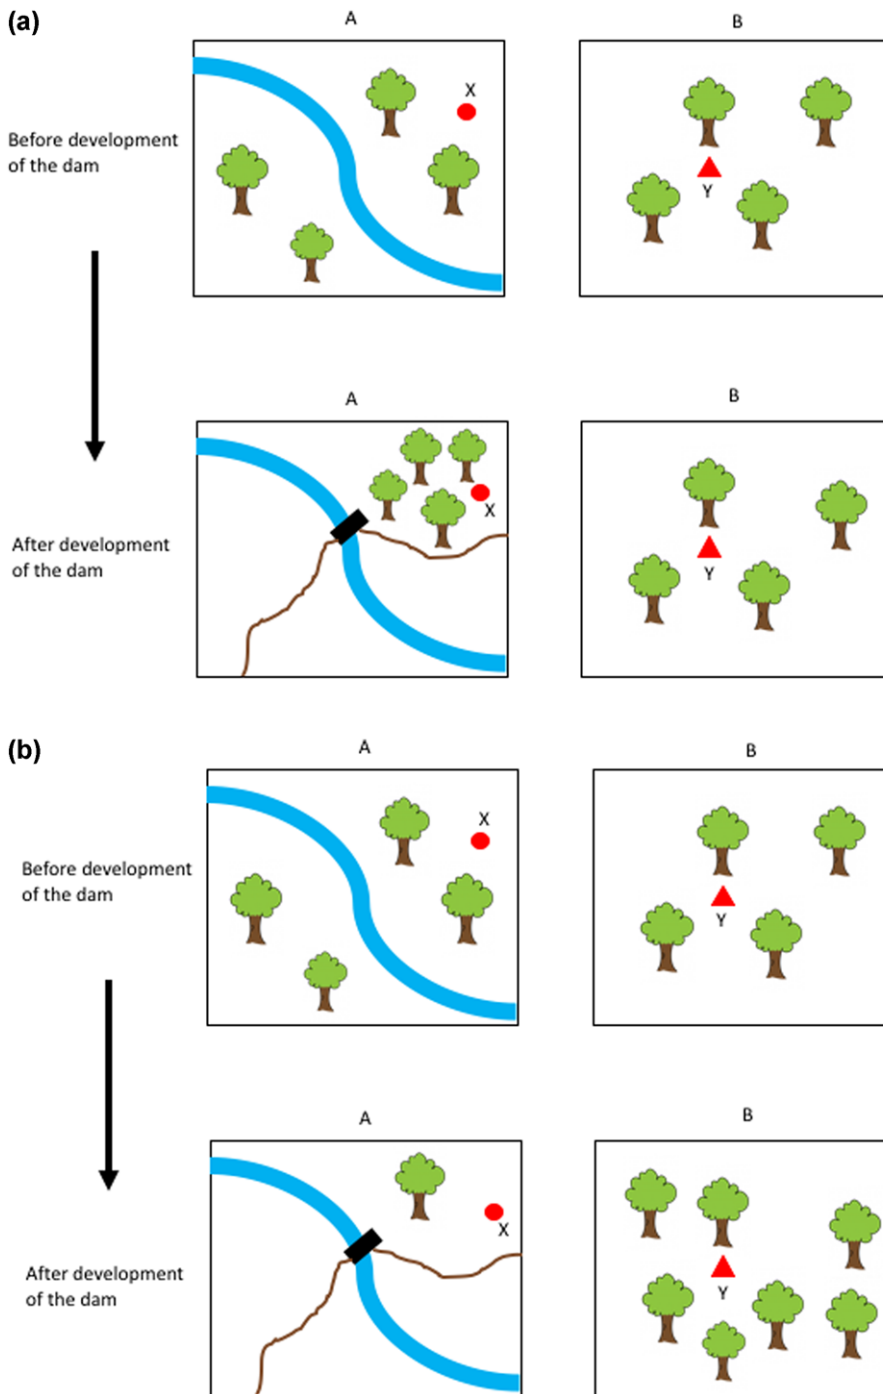 (a)
A
B
Before development
of the dam
X
Y
A
B
After development
of the dam
X
Y
(b)
A
B
Before development
of the dam
X
Y
A
B
After development
of the dam
X
Y